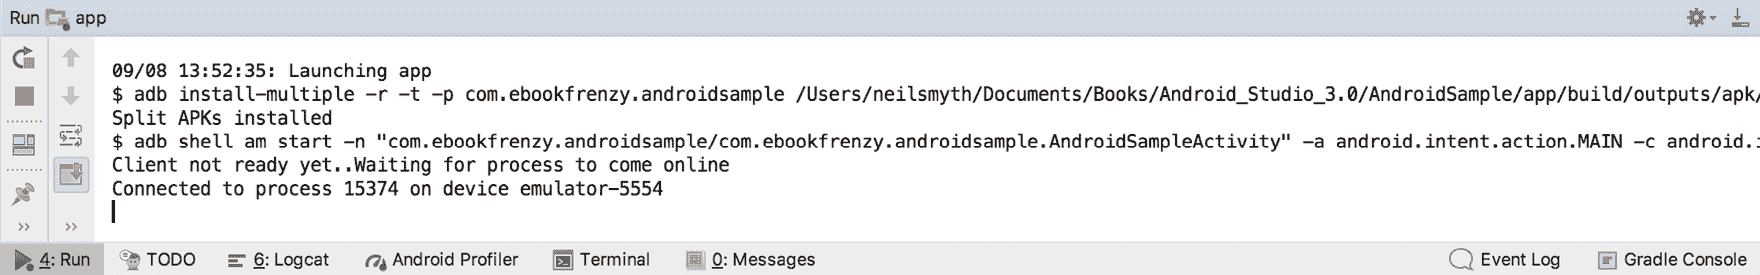 Run app
09/08 13:52:35: Launching app
$ adb install-multiple -r -t -p com.ebookfrenzy.androidsample /Users/neilsmyth/Documents/Books/Android_Studio_3.0/AndroidSample/app/build/outputs/apk/
Split APKs installed
$ adb shell am start -n "com.ebookfrenzy.androidsample/com.ebookfrenzy.androidsample.AndroidSampleActivity" -a android.intent.action.MAIN -c android.i
Client not ready yet..Waiting for process to come online
Connected to process 15374 on device emulator-5554
4: Run TODO 6: Logcat Android Profiler Terminal 0: Messages Event Log Gradle Console